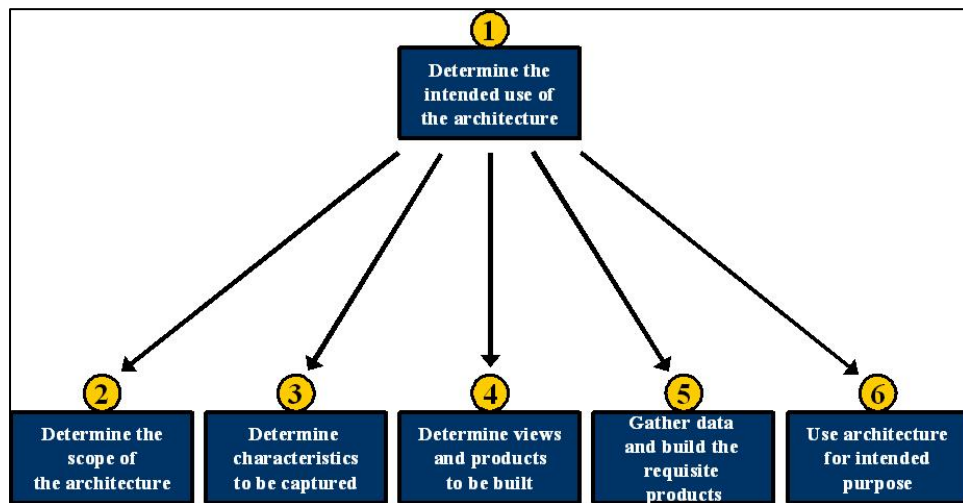 1
Determine the
intended use of
the architecture
2
Determine the
scope of
the architecture
3
Determine
characteristics
to be captured
4
Determine views
and products
to be built
5
Gather data
and build the
requisite
products
6
Use architecture
for intended
purpose